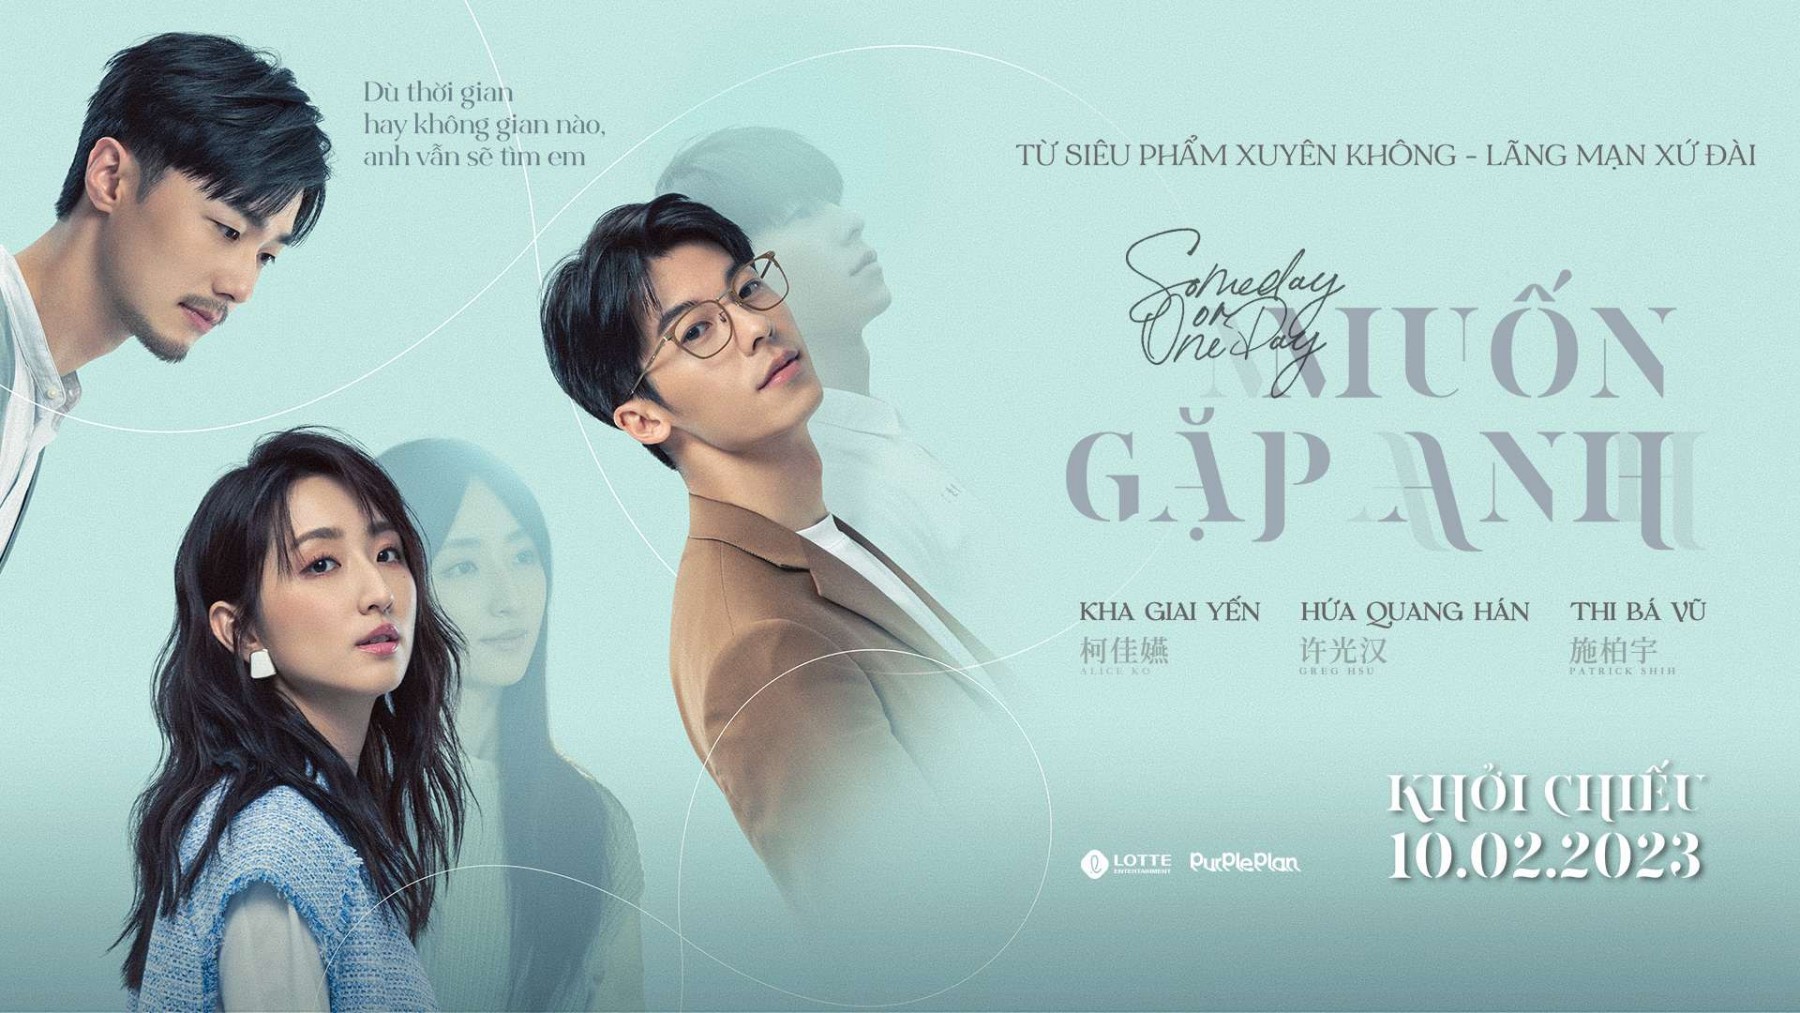 Dù thời gian
hay không gian nào,
anh vẫn sẽ tìm em
TỪ SIÊU PHẨM XUYÊN KHÔNG - LÃNG MẠN XỨ ĐÀI
Someday
or
One Day
MUỐN
GẶP ANH
KHA GIAI YẾN HỨA QUANG HÁN THI BÁ VŨ
柯佳嬿 许光汉 施柏宇
ALICE KO GREG HSU PATRICK SHIH
KHỞI CHIẾU
10.02.2023
LOTTE PurPlePlan
ENTERTAINMENT